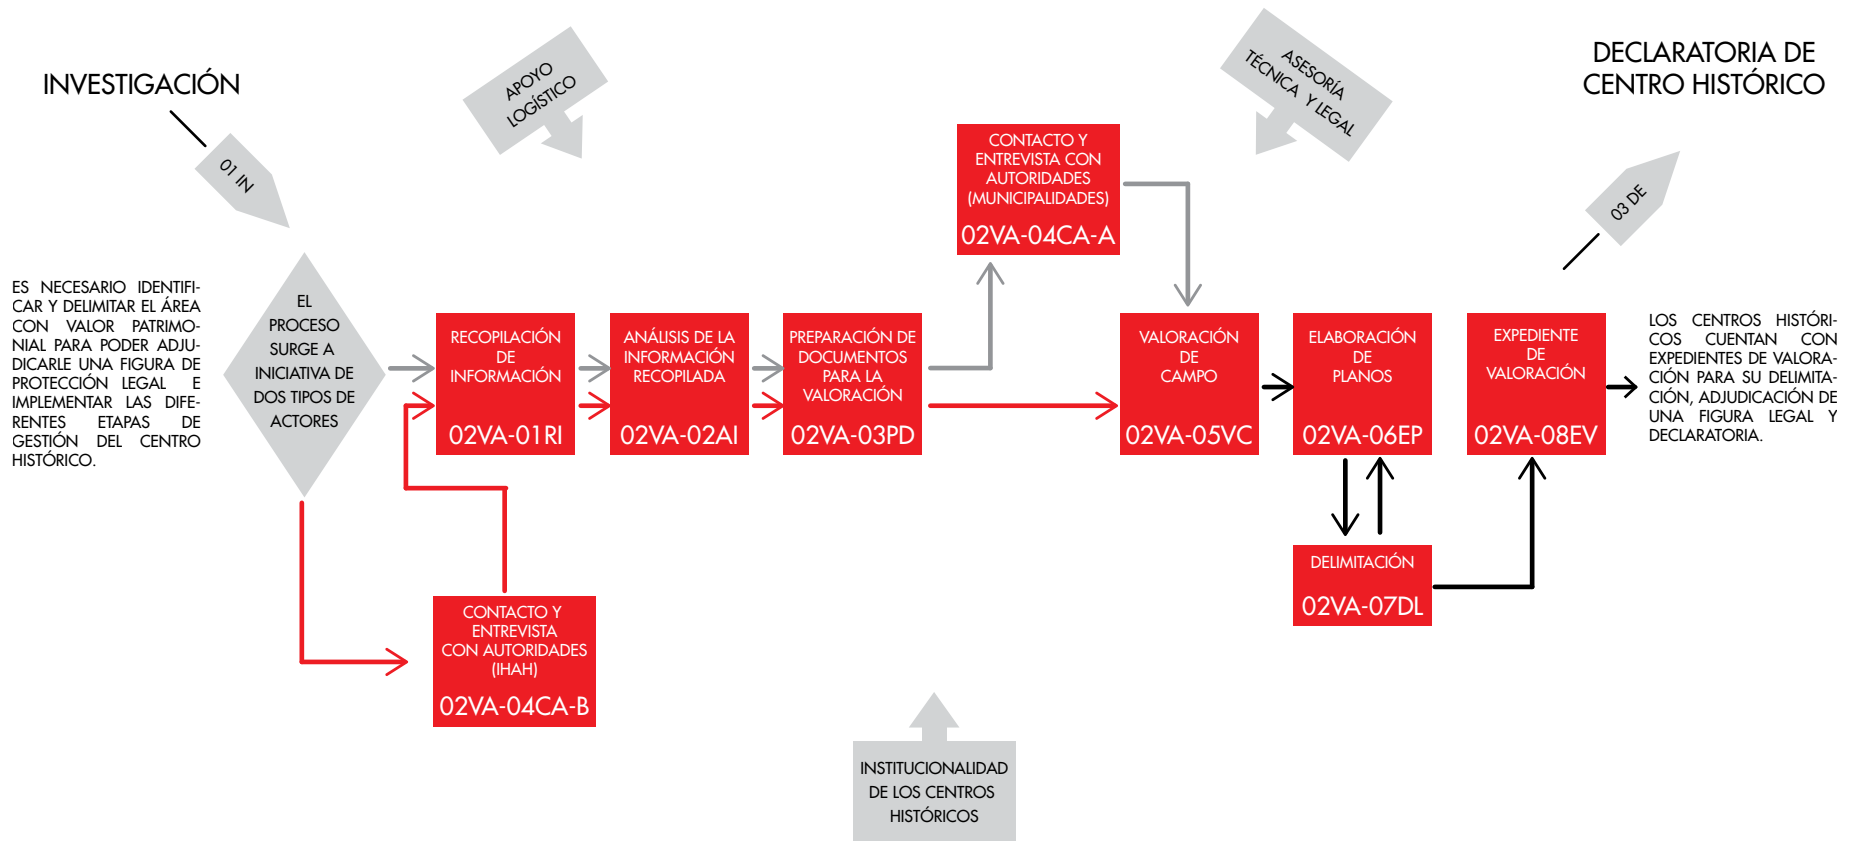 INVESTIGACIÓN
01 IN
APOYO
LOGÍSTICO
ASESORÍA
TÉCNICA Y LEGAL
DECLARATORIA DE
CENTRO HISTÓRICO
03 DE
ES NECESARIO IDENTIFI-
CAR Y DELIMITAR EL ÁREA
CON VALOR PATRIMO-
NIAL PARA PODER ADJU-
DICARLE UNA FIGURA DE
PROTECCIÓN LEGAL E
IMPLEMENTAR LAS DIFE-
RENTES ETAPAS DE
GESTIÓN DEL CENTRO
HISTÓRICO.
EL
PROCESO
SURGE A
INICIATIVA DE
DOS TIPOS DE
ACTORES
RECOPILACIÓN
DE
INFORMACIÓN
02VA-01RI
ANÁLISIS DE LA
INFORMACIÓN
RECOPILADA
02VA-02AI
PREPARACIÓN DE
DOCUMENTOS
PARA LA
VALORACIÓN
02VA-03PD
CONTACTO Y
ENTREVISTA CON
AUTORIDADES
(MUNICIPALIDADES)
02VA-04CA-A
VALORACIÓN
DE
CAMPO
02VA-05VC
ELABORACIÓN
DE
PLANOS
02VA-06EP
EXPEDIENTE
DE
VALORACIÓN
02VA-08EV
LOS CENTROS HISTÓRI-
COS CUENTAN CON
EXPEDIENTES DE VALORA-
CIÓN PARA SU DELIMITA-
CIÓN, ADJUDICACIÓN DE
UNA FIGURA LEGAL Y
DECLARATORIA.
DELIMITACIÓN
02VA-07DL
CONTACTO Y
ENTREVISTA
CON AUTORIDADES
(IHAH)
02VA-04CA-B
INSTITUCIONALIDAD
DE LOS CENTROS
HISTÓRICOS